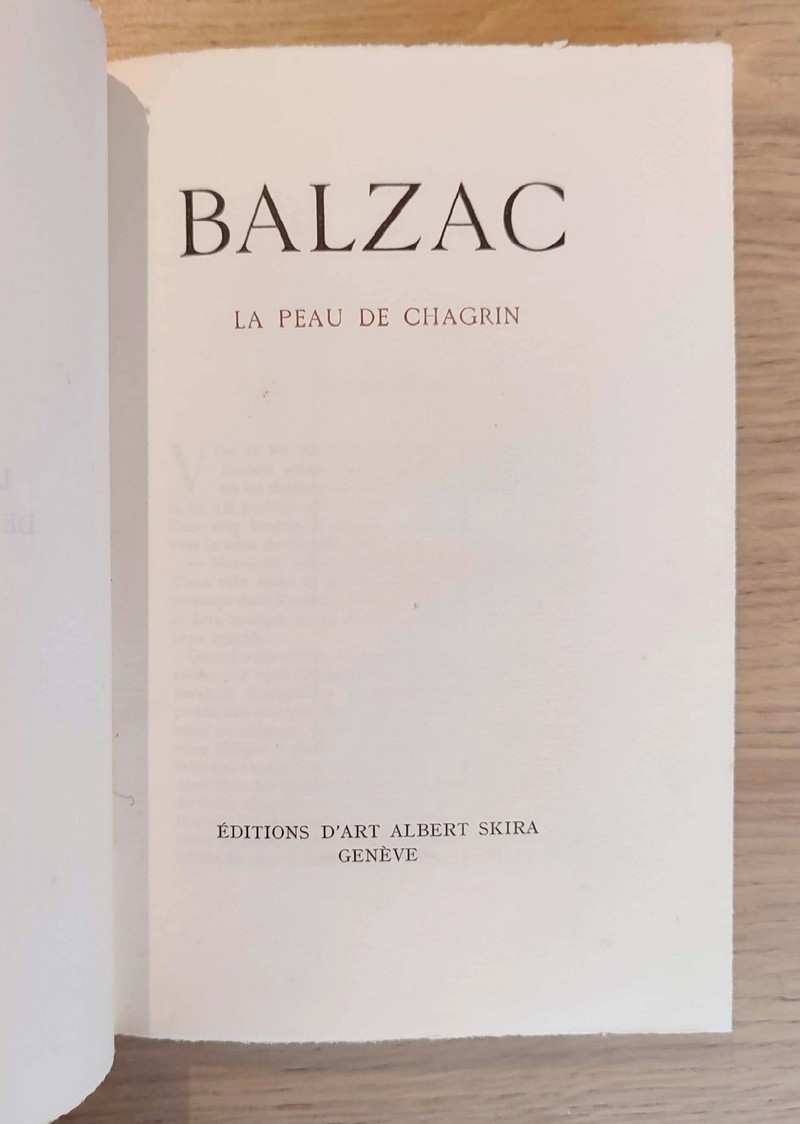 BALZAC
LA PEAU DE CHAGRIN
ÉDITIONS D'ART ALBERT SKIRA
GENÈVE